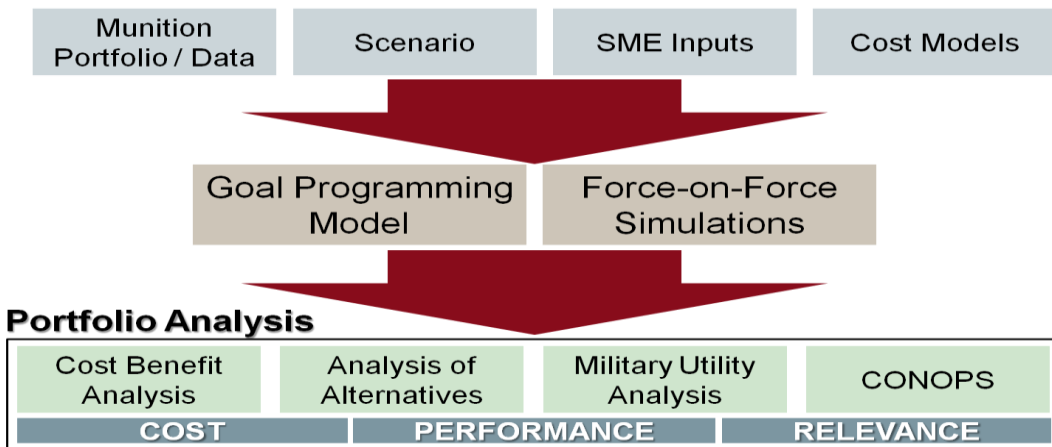 Munition
Portfolio / Data
Scenario
SME Inputs
Cost Models
Goal Programming
Model
Force-on-Force
Simulations
Portfolio Analysis
Cost Benefit
Analysis
Analysis of
Alternatives
Military Utility
Analysis
CONOPS
COST
PERFORMANCE
RELEVANCE